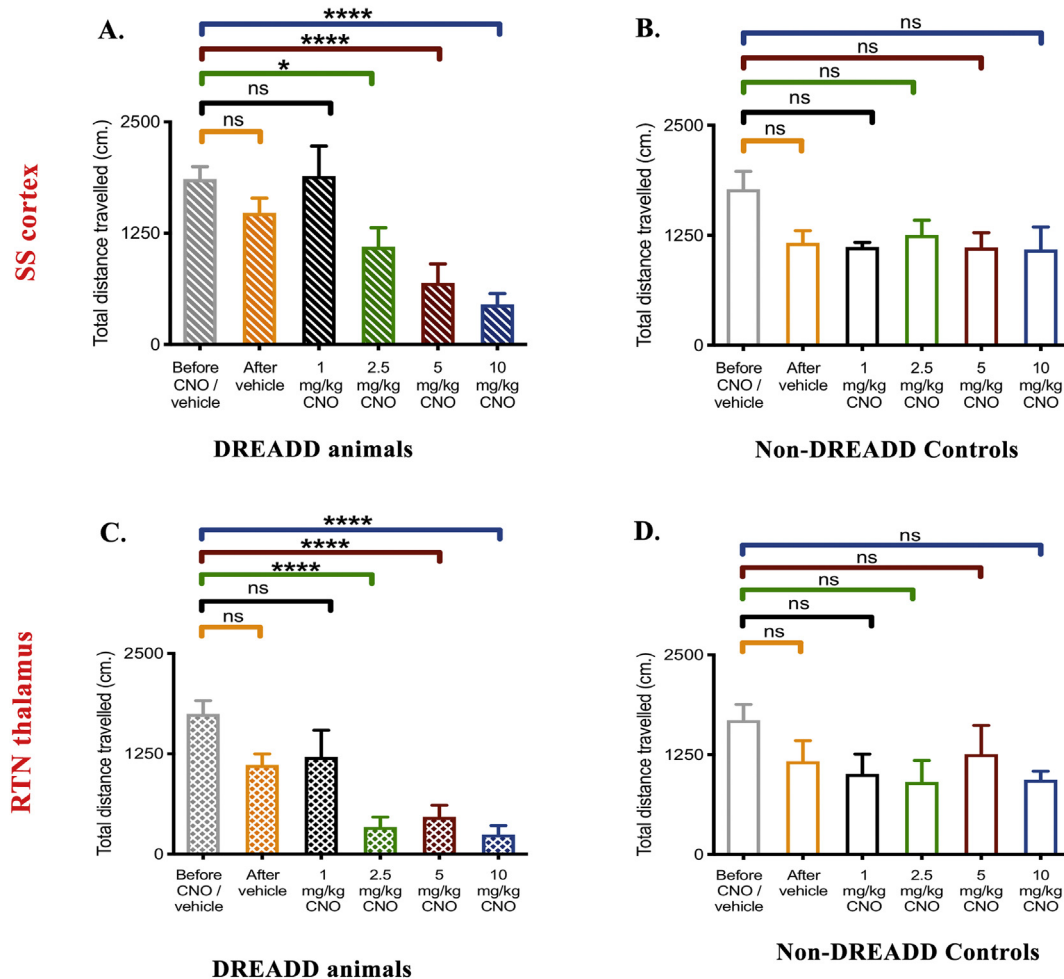 A.
****
****
*
ns
ns
Total distance travelled (cm.)
2500
1250
0
Before CNO / vehicle
After vehicle
1 mg/kg CNO
2.5 mg/kg CNO
5 mg/kg CNO
10 mg/kg CNO
DREADD animals
B.
ns
ns
ns
ns
ns
Total distance travelled (cm.)
2500
1250
0
Before CNO / vehicle
After vehicle
1 mg/kg CNO
2.5 mg/kg CNO
5 mg/kg CNO
10 mg/kg CNO
Non-DREADD Controls
SS cortex
C.
****
****
****
ns
ns
Total distance travelled (cm.)
2500
1250
0
Before CNO / vehicle
After vehicle
1 mg/kg CNO
2.5 mg/kg CNO
5 mg/kg CNO
10 mg/kg CNO
DREADD animals
D.
ns
ns
ns
ns
ns
Total distance travelled (cm.)
2500
1250
0
Before CNO / vehicle
After vehicle
1 mg/kg CNO
2.5 mg/kg CNO
5 mg/kg CNO
10 mg/kg CNO
Non-DREADD Controls
RTN thalamus